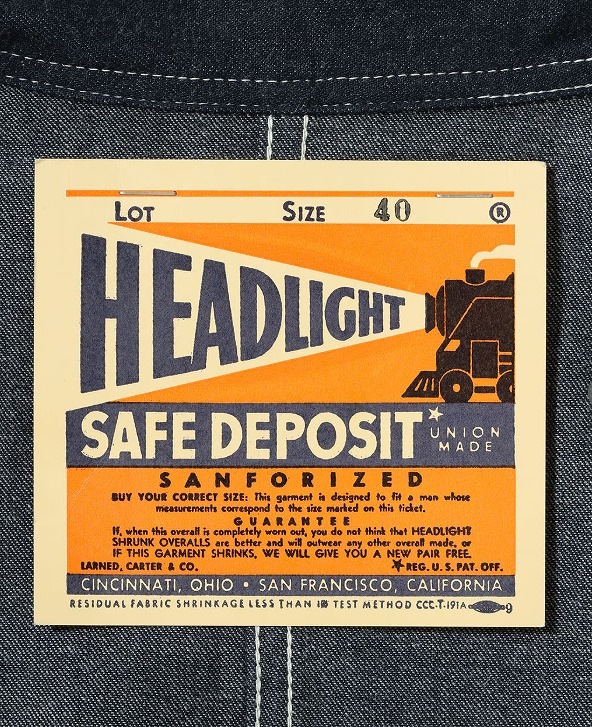 LOT SIZE 40 ®
HEADLIGHT
SAFE DEPOSIT*
UNION
MADE
SANFORIZED
BUY YOUR CORRECT SIZE: This garment is designed to fit a man whose
measurements correspond to the size marked on this ticket.
GUARANTEE
If, when this overall is completely worn out, you do not think that HEADLIGHT
SHRUNK OVERALLS are better and will outwear any other overall made, or
IF THIS GARMENT SHRINKS, WE WILL GIVE YOU A NEW PAIR FREE.
LARNED, CARTER & CO. *REG. U. S. PAT. OFF.
CINCINNATI, OHIO • SAN FRANCISCO, CALIFORNIA
RESIDUAL FABRIC SHRINKAGE LESS THAN 1% TEST METHOD CCC-T-191A 9